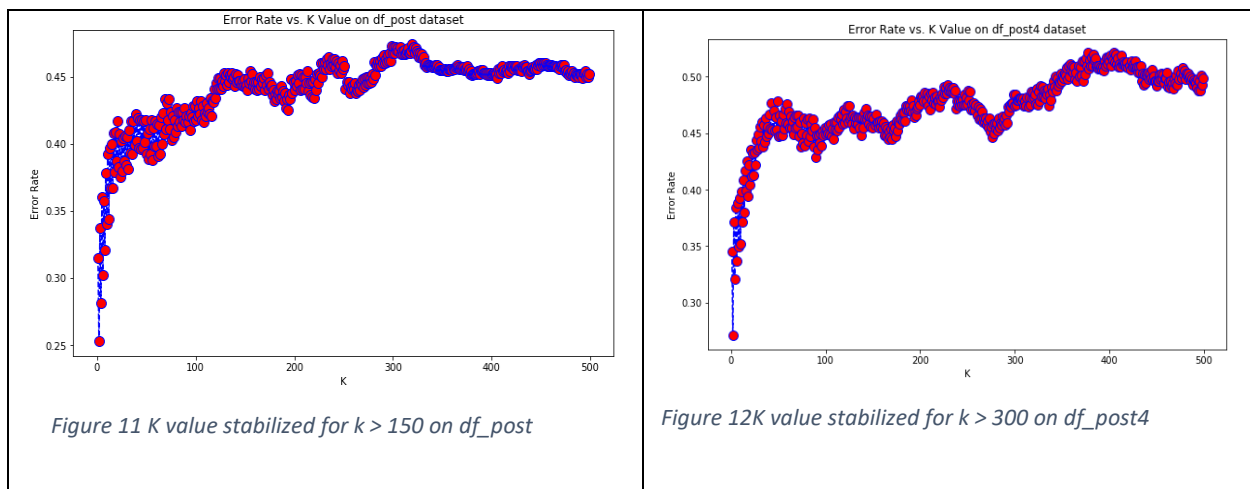 Error Rate vs. K Value on df_post dataset
0.45
0.40
0.35
0.30
0.25
Error Rate
0 100 200 300 400 500
K
Figure 11 K value stabilized for k > 150 on df_post
Error Rate vs. K Value on df_post4 dataset
0.50
0.45
0.40
0.35
0.30
Error Rate
0 100 200 300 400 500
K
Figure 12K value stabilized for k > 300 on df_post4